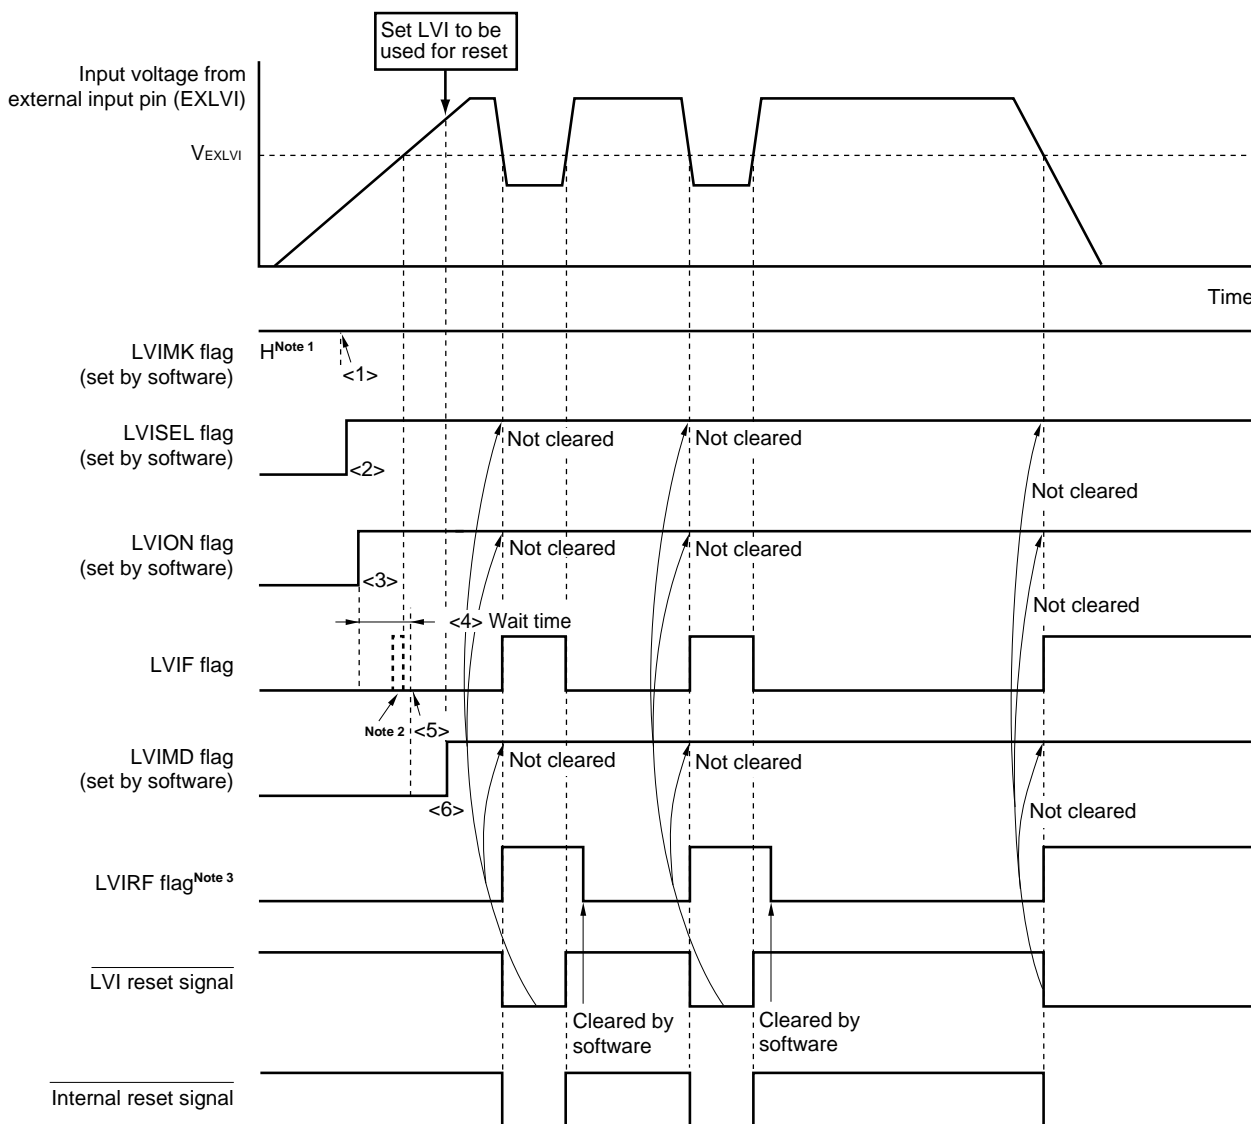 Set LVI to be
used for reset
Input voltage from
external input pin (EXLVI)
VEXLVI
Time
LVIMK flag
(set by software)
HNote 1
<1>
LVISEL flag
(set by software)
<2>
Not cleared
Not cleared
Not cleared
LVION flag
(set by software)
<3>
Not cleared
Not cleared
Not cleared
<4> Wait time
LVIF flag
Note 2
<5>
LVIMD flag
(set by software)
<6>
Not cleared
Not cleared
Not cleared
LVIRF flagNote 3
LVI reset signal
Cleared by
software
Cleared by
software
Internal reset signal